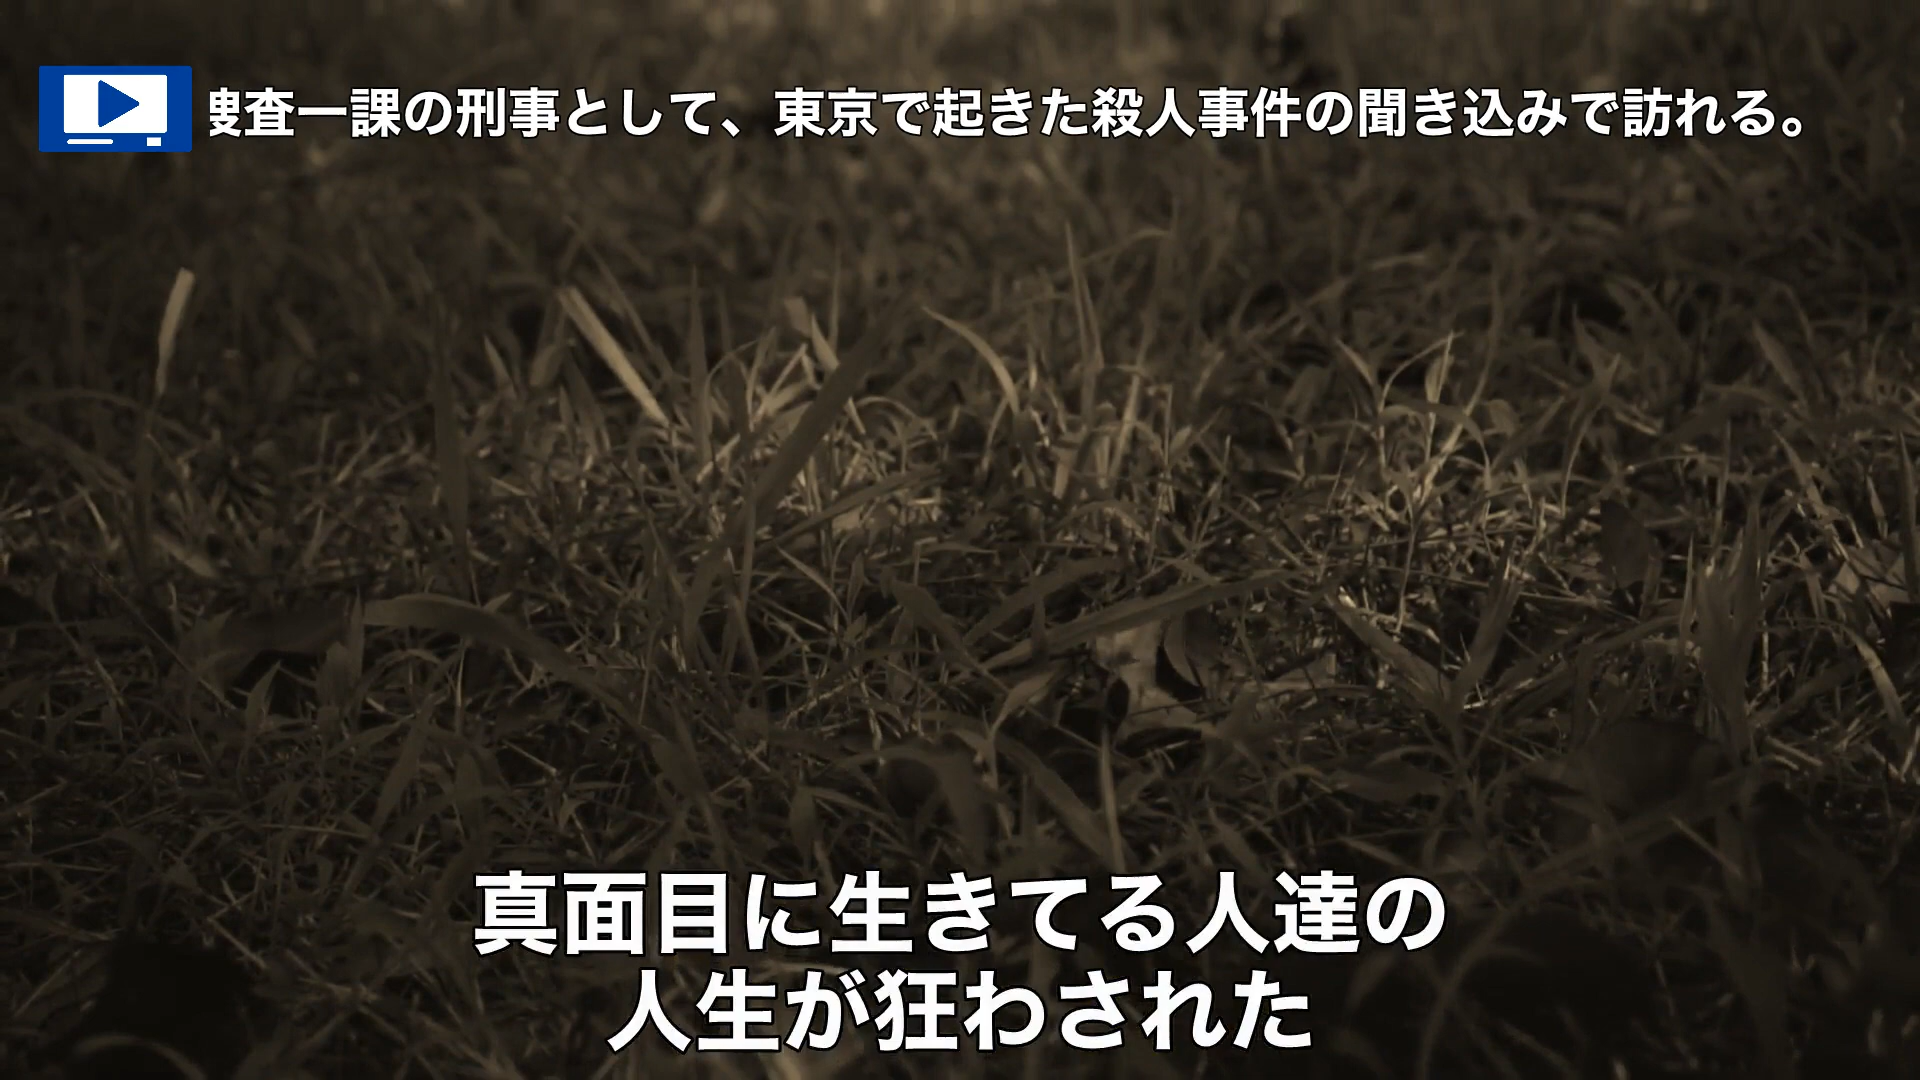 捜査一課の刑事として、東京で起きた殺人事件の聞き込みで訪れる。
真面目に生きてる人達の
人生が狂わされた